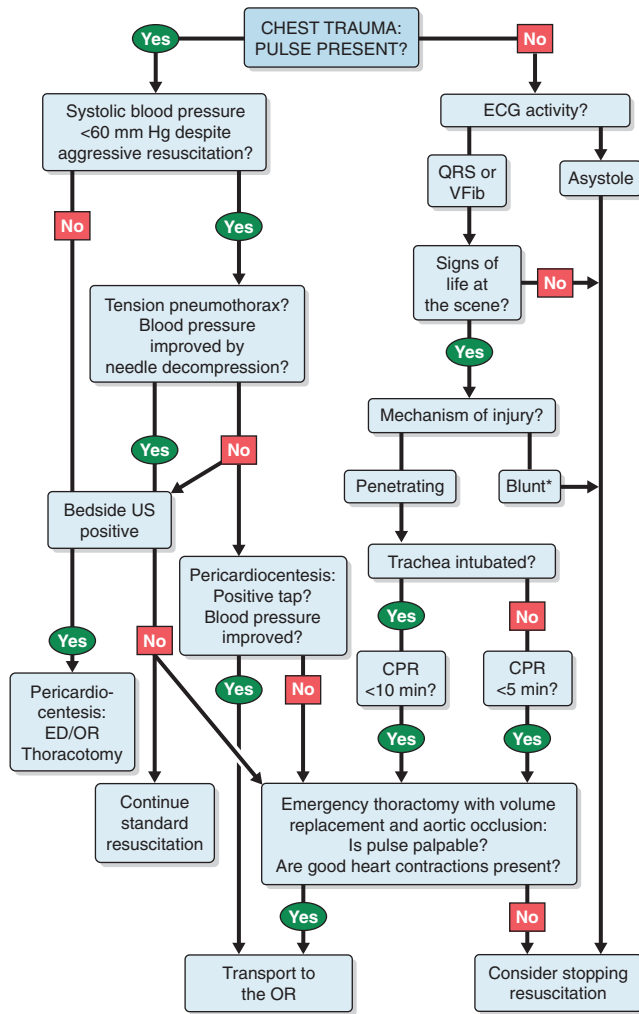 CHEST TRAUMA:
PULSE PRESENT?
Yes
No
Systolic blood pressure
<60 mm Hg despite
aggressive resuscitation?
ECG activity?
QRS or
VFib
Asystole
No
Yes
Signs of
life at
the scene?
No
Tension pneumothorax?
Blood pressure
improved by
needle decompression?
Yes
Mechanism of injury?
Yes
No
Penetrating
Blunt*
Bedside US
positive
Trachea intubated?
Pericardiocentesis:
Positive tap?
Blood pressure
improved?
Yes
No
Yes
No
CPR
<10 min?
CPR
<5 min?
Yes
No
Pericardio-
centesis:
ED/OR
Thoracotomy
Yes
Yes
Continue
standard
resuscitation
Emergency thoractomy with volume
replacement and aortic occlusion:
Is pulse palpable?
Are good heart contractions present?
Yes
No
Transport to
the OR
Consider stopping
resuscitation